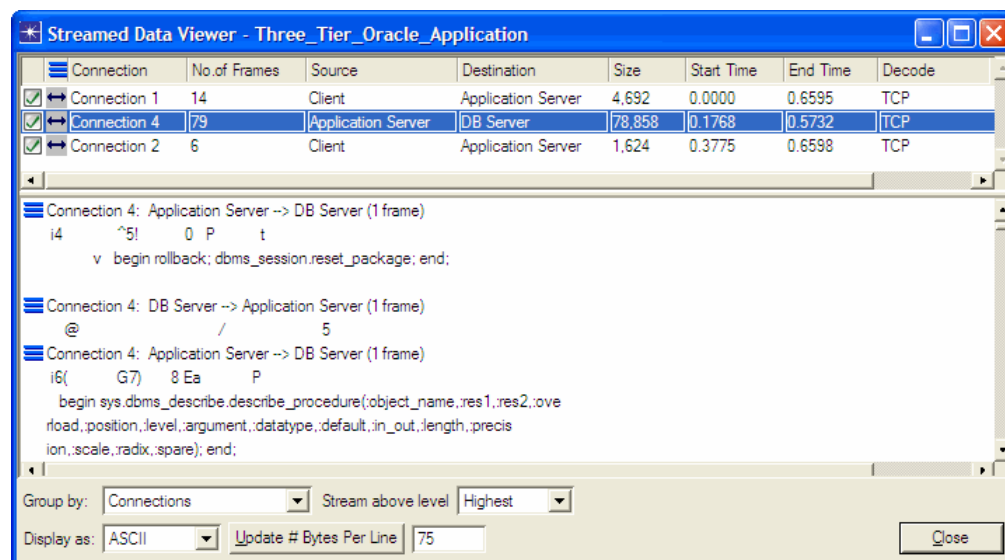 Streamed Data Viewer - Three_Tier_Oracle_Application
Connection No.of Frames Source Destination Size Start Time End Time Decode
Connection 1 14 Client Application Server 4,692 0.0000 0.6595 TCP
Connection 4 79 Application Server DB Server 78,858 0.1768 0.5732 TCP
Connection 2 6 Client Application Server 1,624 0.3775 0.6598 TCP
Connection 4: Application Server --> DB Server (1 frame)
i4 ^5! 0 P t
v begin rollback; dbms_session.reset_package; end;
Connection 4: DB Server --> Application Server (1 frame)
@ / 5
Connection 4: Application Server --> DB Server (1 frame)
i6( G7) 8 Ea P
begin sys.dbms_describe.describe_procedure(:object_name,:res1,:res2,:ove
rload,:position,:level,:argument,:datatype,:default,:in_out,:length,:precis
ion,:scale,:radix,:spare); end;
Group by: Connections Stream above level Highest
Display as: ASCII Update # Bytes Per Line 75 Close